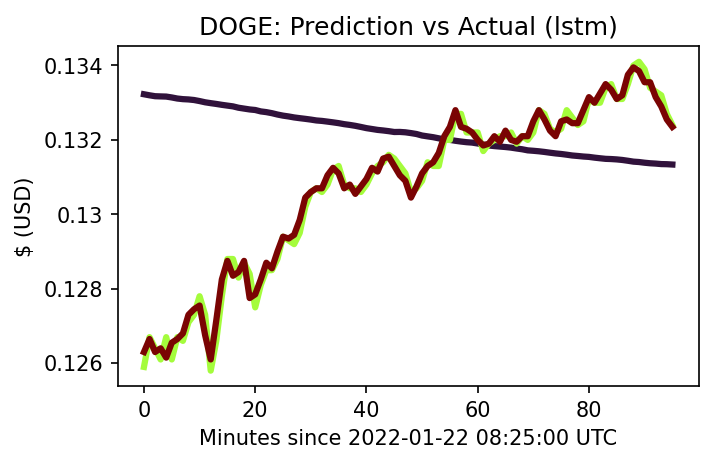 DOGE: Prediction vs Actual (lstm)
0.134
0.132
0.13
0.128
0.126
$ (USD)
0 20 40 60 80
Minutes since 2022-01-22 08:25:00 UTC